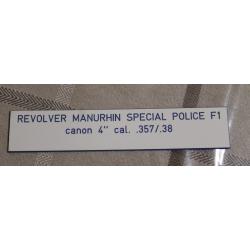 REVOLVER MANURHIN SPECIAL POLICE F1
canon 4" cal. .357/.38